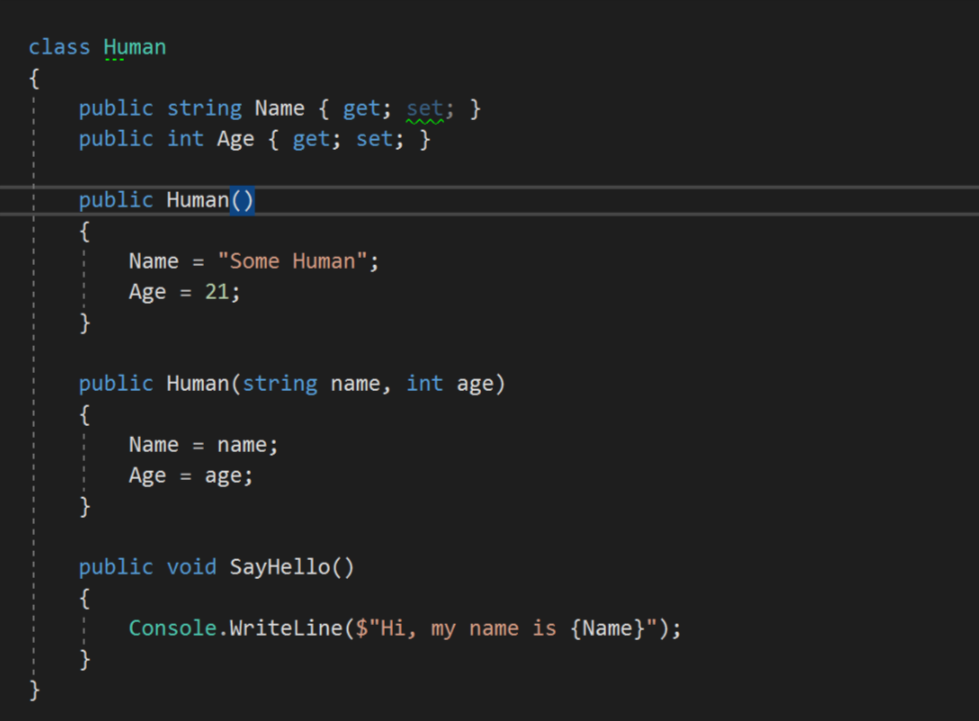 class Human
{
    public string Name { get; set; }
    public int Age { get; set; }
    public Human()
    {
        Name = "Some Human";
        Age = 21;
    }
    public Human(string name, int age)
    {
        Name = name;
        Age = age;
    }
    public void SayHello()
    {
        Console.WriteLine($"Hi, my name is {Name}");
    }
}